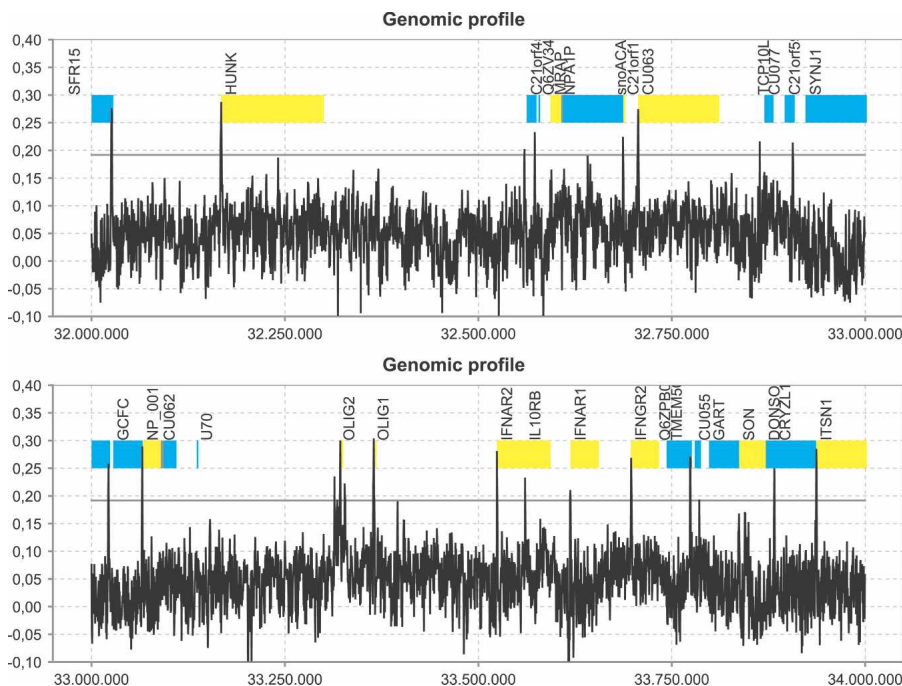 Genomic profile
0,40
0,35
0,30
0,25
0,20
0,15
0,10
0,05
0,00
-0,05
-0,10
SFR15
HUNK
C21orf4
Q6ZV34
MRAP
NPA1P
snoACA
C21orf1
CU063
TCP10L
CU077
C21orf59
SYNJ1
32.000.000 32.250.000 32.500.000 32.750.000 33.000.000
Genomic profile
0,40
0,35
0,30
0,25
0,20
0,15
0,10
0,05
0,00
-0,05
-0,10
GCFC
NP_001
CU062
U70
OLIG2
OLIG1
IFNAR2
IL10RB
IFNAR1
IFNGR2
Q6ZPB0
TMEM50
CU055
GART
SON
DONSO
CRYZL1
ITSN1
33.000.000 33.250.000 33.500.000 33.750.000 34.000.000